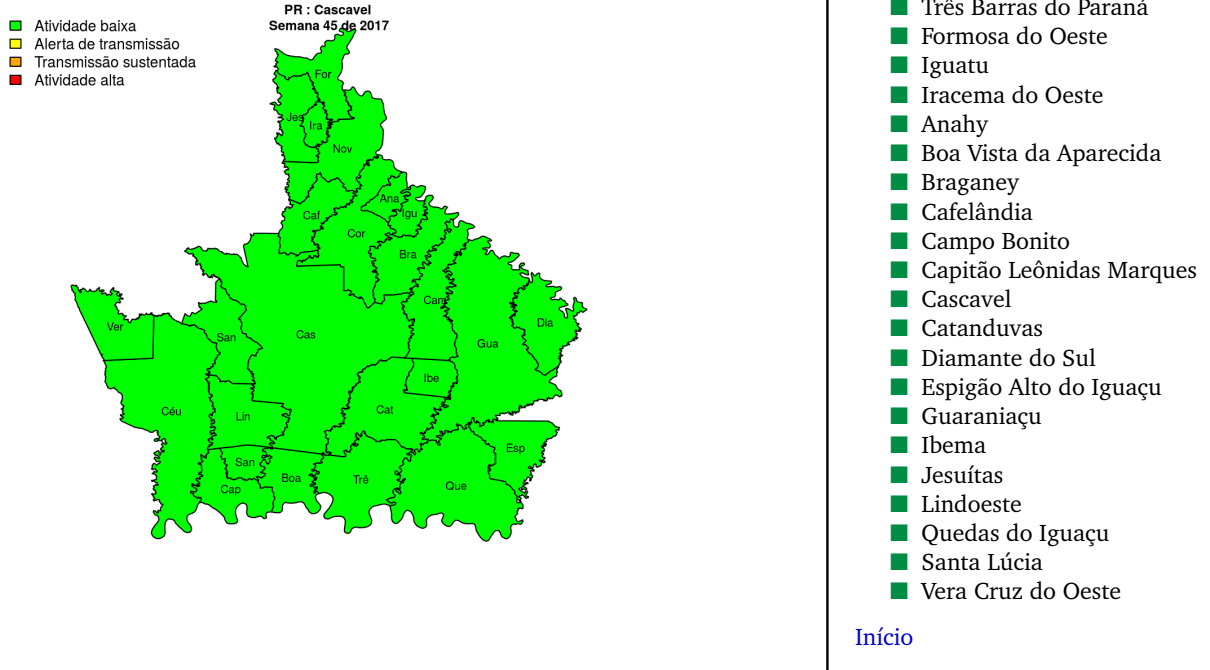 PR : Cascavel
Semana 45 de 2017
Atividade baixa
Alerta de transmissão
Transmissão sustentada
Atividade alta
For
Jes
Ira
Nov
Ana
Igu
Caf
Cor
Bra
Cam
Ver
San
Cas
Gua
Dia
Ibe
Céu
Lin
Cat
San
Cap
Boa
Trê
Que
Esp
Três Barras do Paraná
Formosa do Oeste
Iguatu
Iracema do Oeste
Anahy
Boa Vista da Aparecida
Braganey
Cafelândia
Campo Bonito
Capitão Leônidas Marques
Cascavel
Catanduvas
Diamante do Sul
Espigão Alto do Iguaçu
Guaraniaçu
Ibema
Jesuítas
Lindoeste
Quedas do Iguaçu
Santa Lúcia
Vera Cruz do Oeste
Início